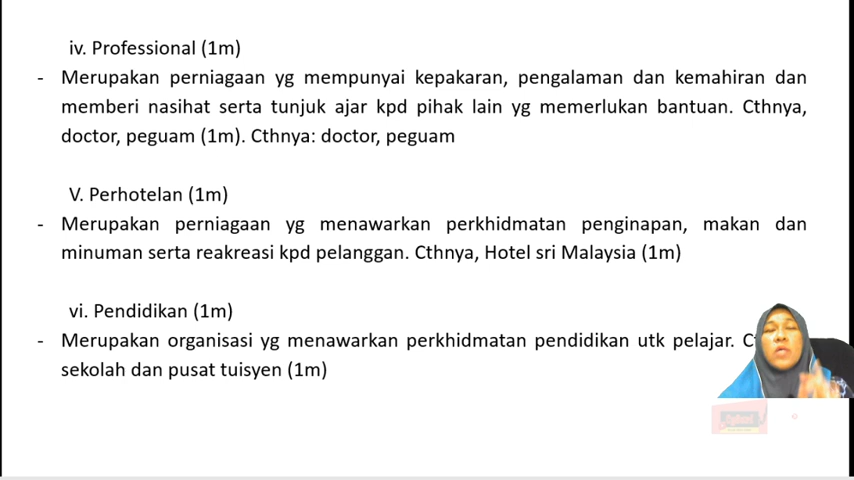 iv. Professional (1m)
- Merupakan perniagaan yg mempunyai kepakaran, pengalaman dan kemahiran dan
memberi nasihat serta tunjuk ajar kpd pihak lain yg memerlukan bantuan. Cthnya,
doctor, peguam (1m). Cthnya: doctor, peguam
V. Perhotelan (1m)
- Merupakan perniagaan yg menawarkan perkhidmatan penginapan, makan dan
minuman serta reakreasi kpd pelanggan. Cthnya, Hotel sri Malaysia (1m)
vi. Pendidikan (1m)
- Merupakan organisasi yg menawarkan perkhidmatan pendidikan utk pelajar.
sekolah dan pusat tuisyen (1m)